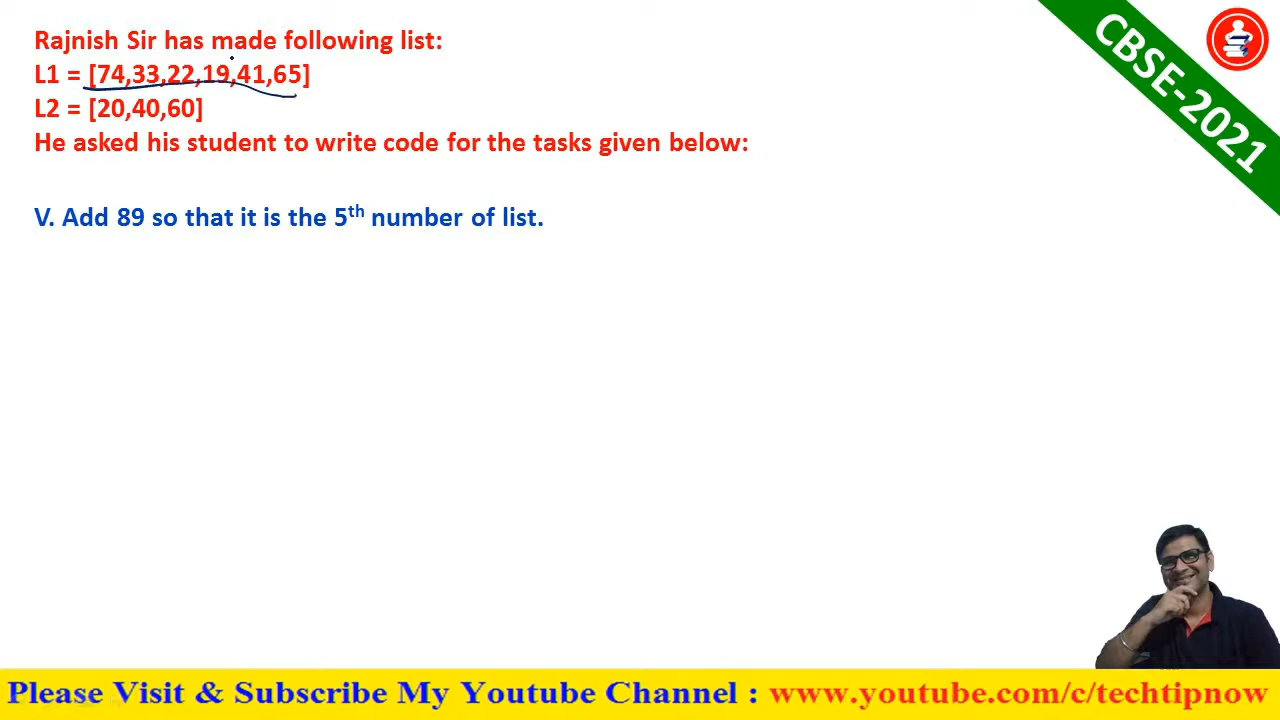 Rajnish Sir has made following list:
L1 = [74,33,22,19,41,65]
L2 = [20,40,60]
He asked his student to write code for the tasks given below:
V. Add 89 so that it is the 5th number of list.
CBSE-2021
Please Visit & Subscribe My Youtube Channel : www.youtube.com/c/techtipnow